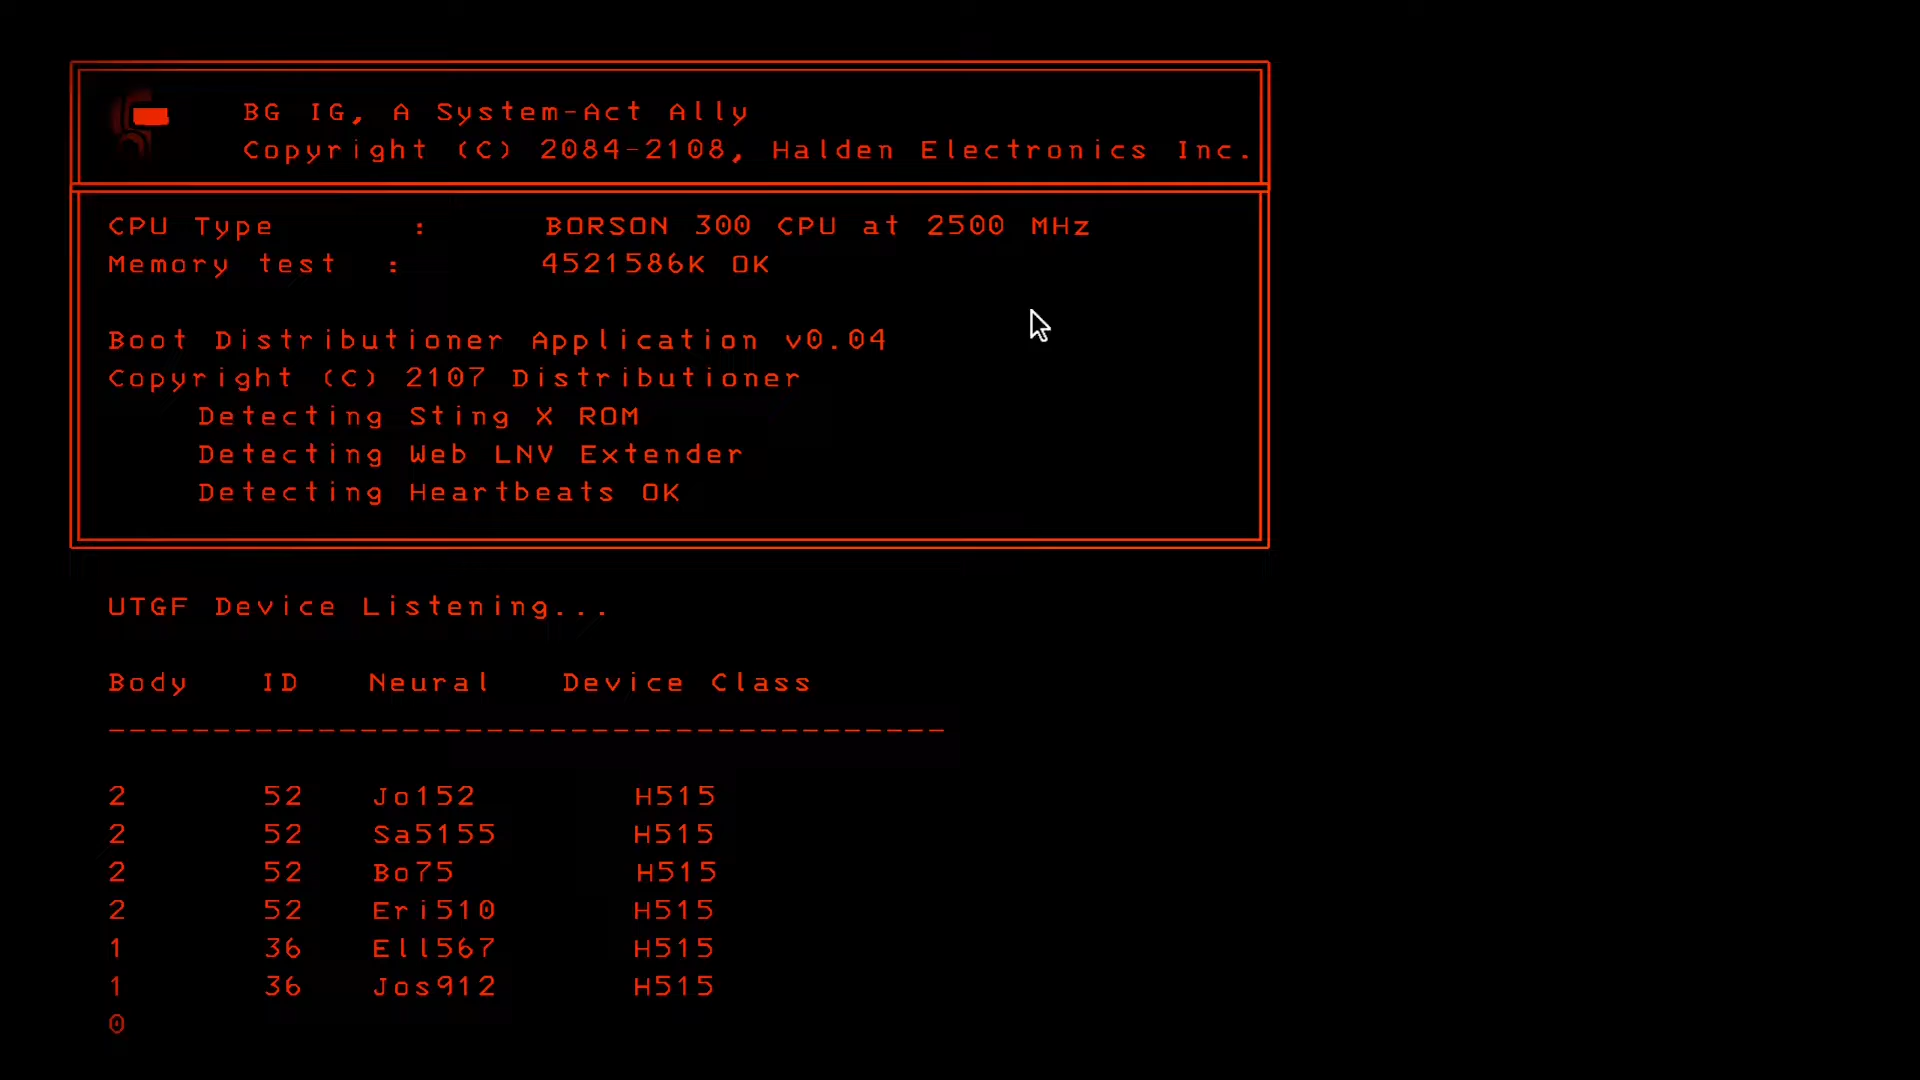 BG IG, A System-Act Ally
Copyright (C) 2084-2108, Halden Electronics Inc.
CPU Type : BORSON 300 CPU at 2500 MHz
Memory test : 4521586K OK
Boot Distributioner Application v0.04
Copyright (C) 2107 Distributioner
Detecting Sting X ROM
Detecting Web LNV Extender
Detecting Heartbeats OK
UTGF Device Listening...
Body ID Neural Device Class
----------------------------------------
2 52 Jo152 H515
2 52 Sa5155 H515
2 52 Bo75 H515
2 52 Eri510 H515
1 36 Ell567 H515
1 36 Jos912 H515
0